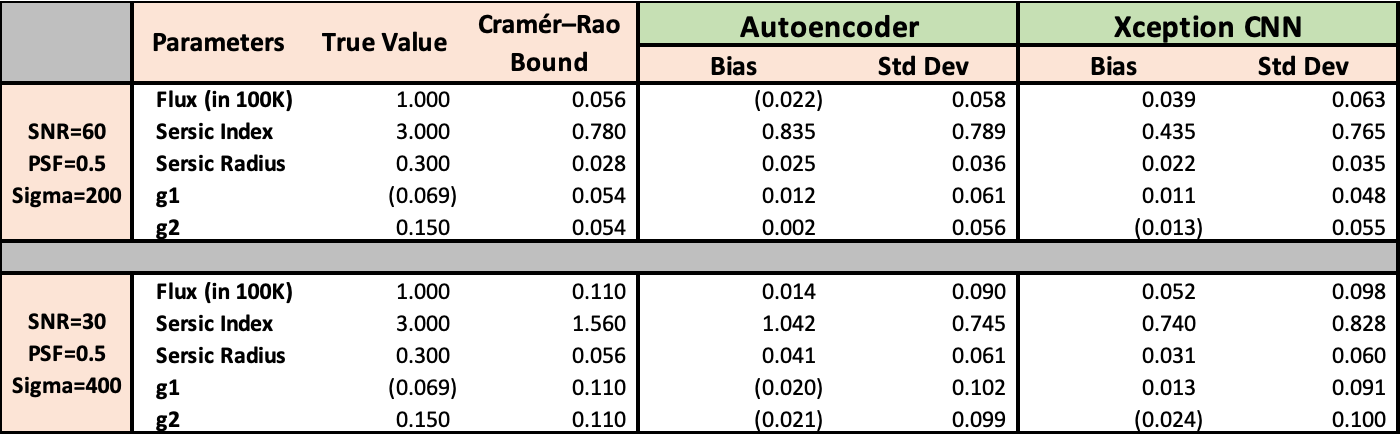 Parameters True Value Cramér–Rao Bound Autoencoder Xception CNN
Bias Std Dev Bias Std Dev
SNR=60
PSF=0.5
Sigma=200
Flux (in 100K) 1.000 0.056 (0.022) 0.058 0.039 0.063
Sersic Index 3.000 0.780 0.835 0.789 0.435 0.765
Sersic Radius 0.300 0.028 0.025 0.036 0.022 0.035
g1 (0.069) 0.054 0.012 0.061 0.011 0.048
g2 0.150 0.054 0.002 0.056 (0.013) 0.055
SNR=30
PSF=0.5
Sigma=400
Flux (in 100K) 1.000 0.110 0.014 0.090 0.052 0.098
Sersic Index 3.000 1.560 1.042 0.745 0.740 0.828
Sersic Radius 0.300 0.056 0.041 0.061 0.031 0.060
g1 (0.069) 0.110 (0.020) 0.102 0.013 0.091
g2 0.150 0.110 (0.021) 0.099 (0.024) 0.100